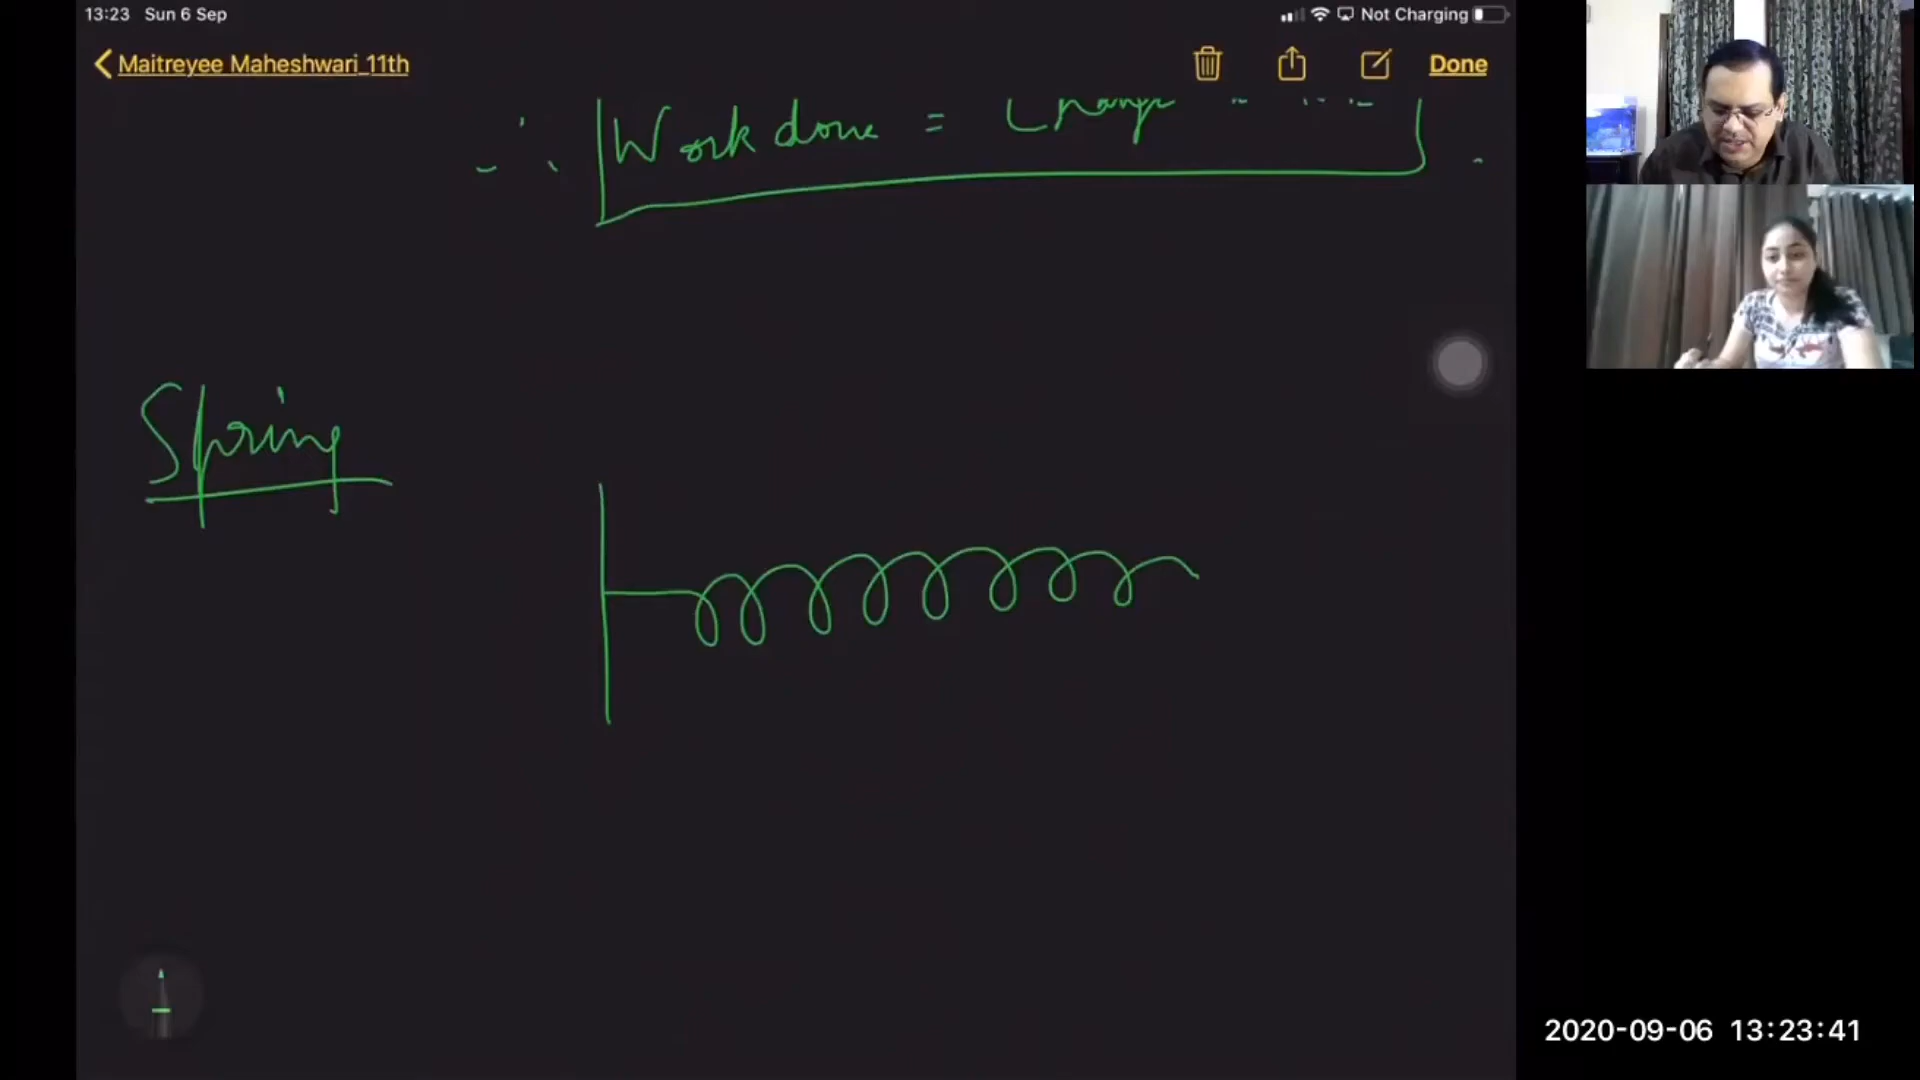 13:23 Sun 6 Sep Not Charging
Maitreyee Maheshwari_11th Done
∴ Work done = Change
Spring
2020-09-06 13:23:41